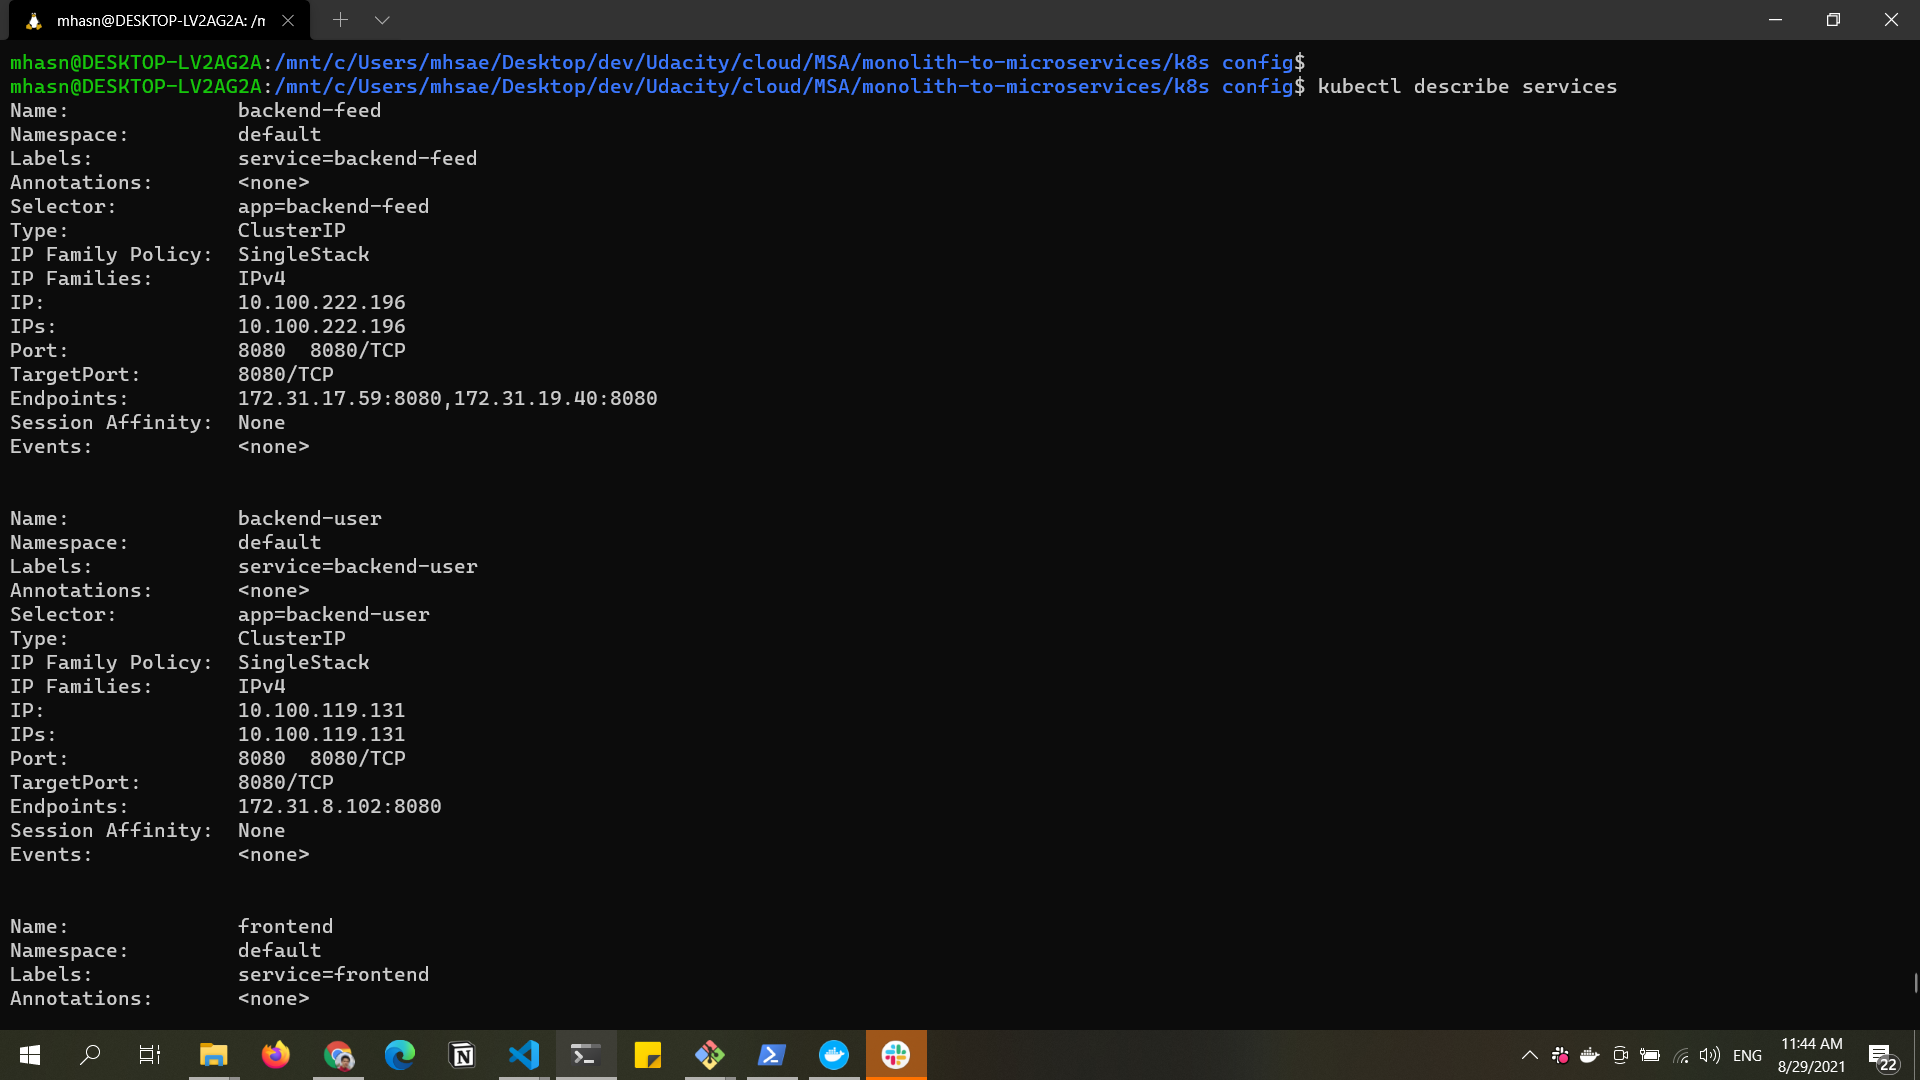 mhasn@DESKTOP-LV2AG2A: /m
mhasn@DESKTOP-LV2AG2A:/mnt/c/Users/mhsae/Desktop/dev/Udacity/cloud/MSA/monolith-to-microservices/k8s config$
mhasn@DESKTOP-LV2AG2A:/mnt/c/Users/mhsae/Desktop/dev/Udacity/cloud/MSA/monolith-to-microservices/k8s config$ kubectl describe services
Name:              backend-feed
Namespace:         default
Labels:            service=backend-feed
Annotations:       <none>
Selector:          app=backend-feed
Type:              ClusterIP
IP Family Policy:  SingleStack
IP Families:       IPv4
IP:                10.100.222.196
IPs:               10.100.222.196
Port:              8080  8080/TCP
TargetPort:        8080/TCP
Endpoints:         172.31.17.59:8080,172.31.19.40:8080
Session Affinity:  None
Events:            <none>
Name:              backend-user
Namespace:         default
Labels:            service=backend-user
Annotations:       <none>
Selector:          app=backend-user
Type:              ClusterIP
IP Family Policy:  SingleStack
IP Families:       IPv4
IP:                10.100.119.131
IPs:               10.100.119.131
Port:              8080  8080/TCP
TargetPort:        8080/TCP
Endpoints:         172.31.8.102:8080
Session Affinity:  None
Events:            <none>
Name:              frontend
Namespace:         default
Labels:            service=frontend
Annotations:       <none>
ENG
11:44 AM
8/29/2021
22